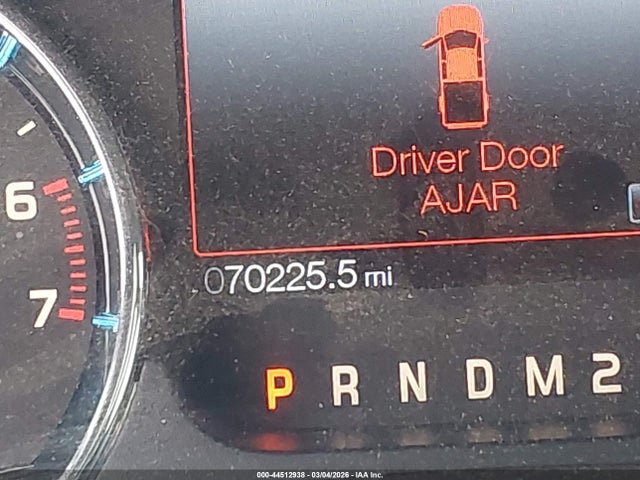 Driver Door
AJAR
6
7
070225.5 mi
P R N D M 2
000-44512938 - 03/04/2026 - IAA Inc.